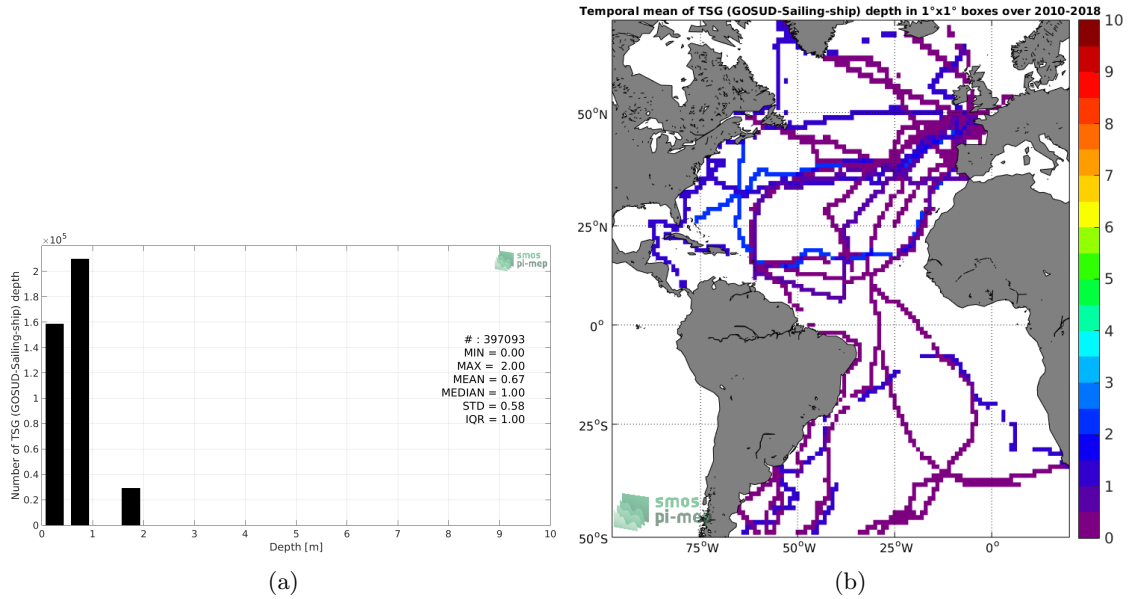 Temporal mean of TSG (GOSUD-Sailing-ship) depth in 1°x1° boxes over 2010-2018
×10⁵
2
1.8
1.6
1.4
1.2
1
0.8
0.6
0.4
0.2
0
Number of TSG (GOSUD-Sailing-ship) depth
smos
pi-mep
# : 397093
MIN = 0.00
MAX = 2.00
MEAN = 0.67
MEDIAN = 1.00
STD = 0.58
IQR = 1.00
0 1 2 3 4 5 6 7 8 9 10
Depth [m]
(a)
50°N
25°N
0°
25°S
50°S
75°W 50°W 25°W 0°
smos
pi-mep
10
9
8
7
6
5
4
3
2
1
0
(b)